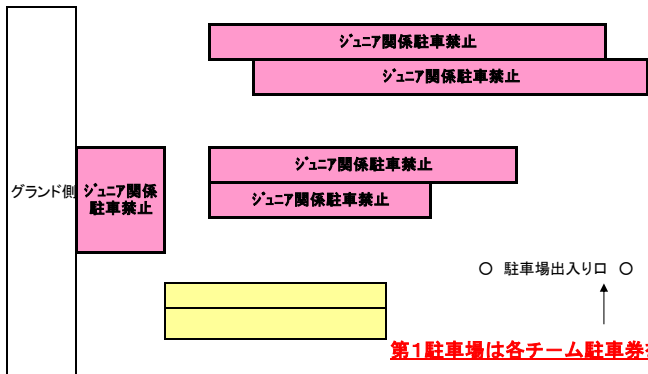 ｼﾞｭﾆｱ関係駐車禁止
ｼﾞｭﾆｱ関係駐車禁止
ｼﾞｭﾆｱ関係駐車禁止
グランド側
ｼﾞｭﾆｱ関係
駐車禁止
ｼﾞｭﾆｱ関係駐車禁止
○ 駐車場出入り口 ○
第１駐車場は各チーム駐車券